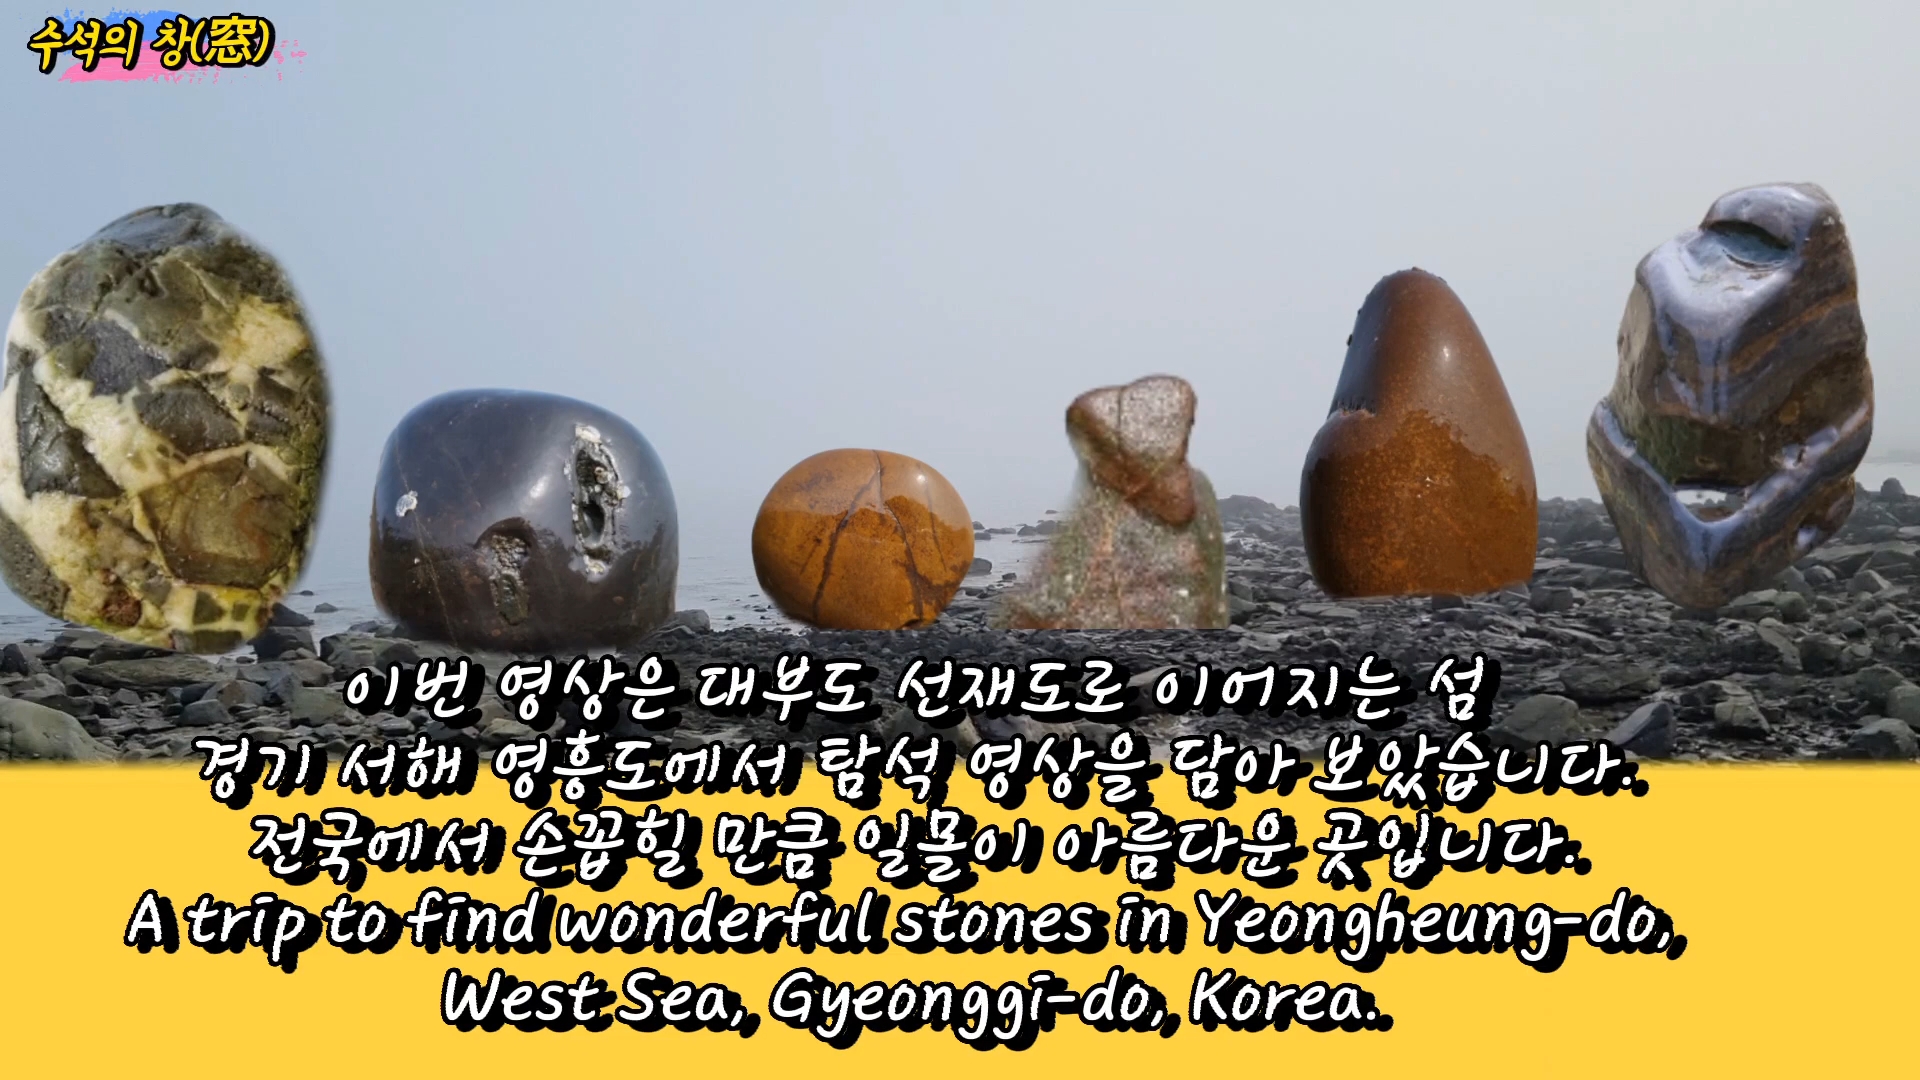 수석의 창(窓)
이번 영상은 대부도 선재도로 이어지는 섬
경기 서해 영흥도에서 탐석 영상을 담아 보았습니다.
전국에서 손꼽힐 만큼 일몰이 아름다운 곳입니다.
A trip to find wonderful stones in Yeongheung-do,
West Sea, Gyeonggi-do, Korea.